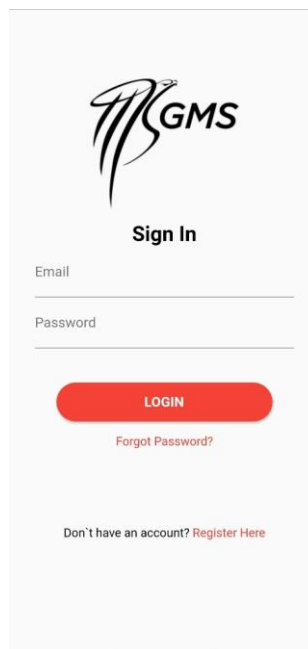 GMS
Sign In
Email
Password
LOGIN
Forgot Password?
Don`t have an account? Register Here